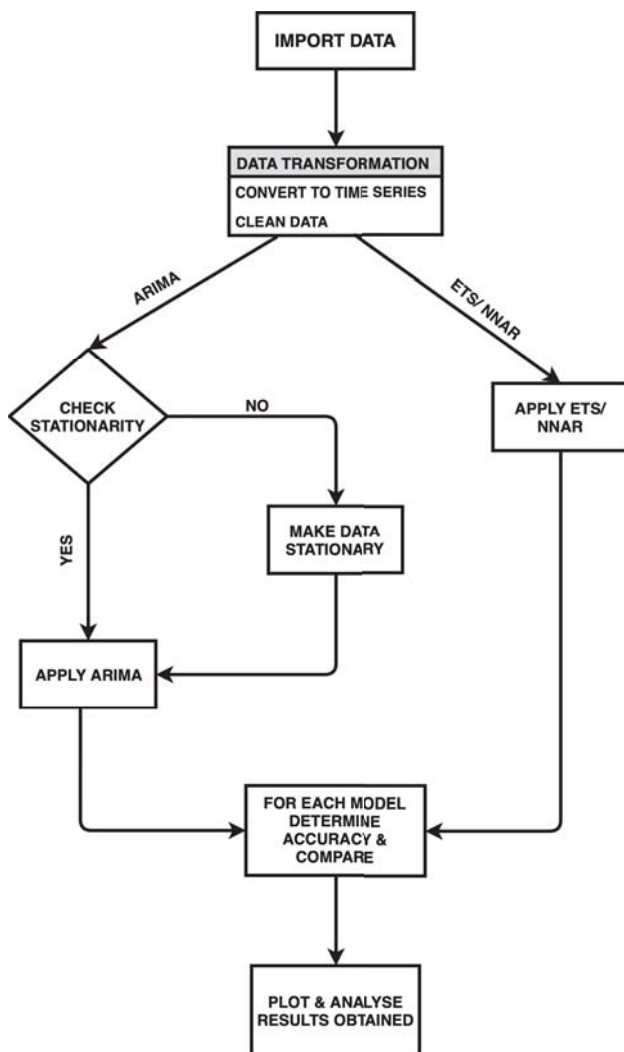 IMPORT DATA
DATA TRANSFORMATION
CONVERT TO TIME SERIES
CLEAN DATA
ARIMA
ETS/ NNAR
CHECK
STATIONARITY
NO
APPLY ETS/
NNAR
YES
MAKE DATA
STATIONARY
APPLY ARIMA
FOR EACH MODEL
DETERMINE
ACCURACY &
COMPARE
PLOT & ANALYSE
RESULTS OBTAINED